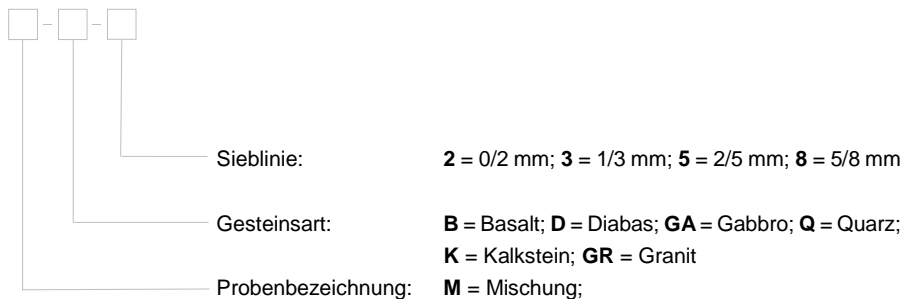 Sieblinie: 2 = 0/2 mm; 3 = 1/3 mm; 5 = 2/5 mm; 8 = 5/8 mm
Gesteinsart: B = Basalt; D = Diabas; GA = Gabbro; Q = Quarz;
K = Kalkstein; GR = Granit
Probenbezeichnung: M = Mischung;